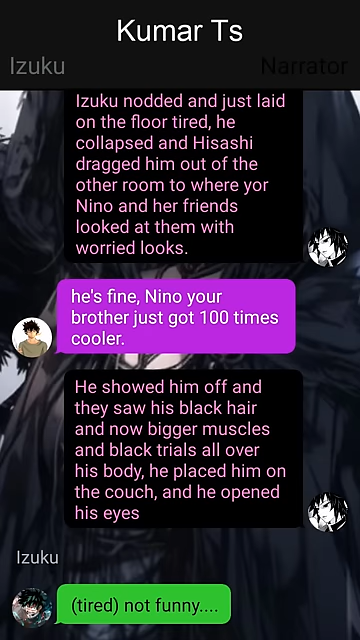 Kumar Ts
Izuku
Narrator
Izuku nodded and just laid
on the floor tired, he
collapsed and Hisashi
dragged him out of the
other room to where yor
Nino and her friends
looked at them with
worried looks.
he's fine, Nino your
brother just got 100 times
cooler.
He showed him off and
they saw his black hair
and now bigger muscles
and black trials all over
his body, he placed him on
the couch, and he opened
his eyes
Izuku
(tired) not funny....